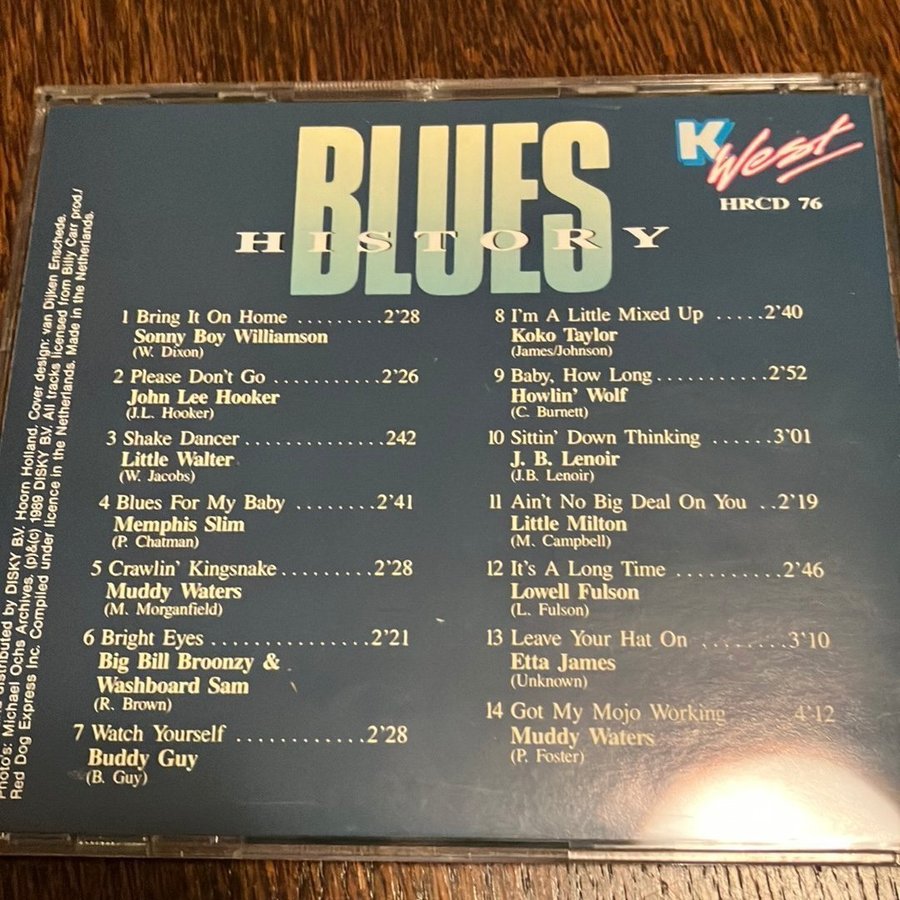 BLUES
HISTORY
K West
HRCD 76
1 Bring It On Home .........2'28
Sonny Boy Williamson
(W. Dixon)
2 Please Don't Go ...........2'26
John Lee Hooker
(J.L. Hooker)
3 Shake Dancer ..............242
Little Walter
(W. Jacobs)
4 Blues For My Baby ........2'41
Memphis Slim
(P. Chatman)
5 Crawlin' Kingsnake .........2'28
Muddy Waters
(M. Morganfield)
6 Bright Eyes ................2'21
Big Bill Broonzy &
Washboard Sam
(R. Brown)
7 Watch Yourself ............2'28
Buddy Guy
(B. Guy)
8 I'm A Little Mixed Up .....2'40
Koko Taylor
(James/Johnson)
9 Baby, How Long ...........2'52
Howlin' Wolf
(C. Burnett)
10 Sittin' Down Thinking ......3'01
J. B. Lenoir
(J.B. Lenoir)
11 Ain't No Big Deal On You ..2'19
Little Milton
(M. Campbell)
12 It's A Long Time ..........2'46
Lowell Fulson
(L. Fulson)
13 Leave Your Hat On ........3'10
Etta James
(Unknown)
14 Got My Mojo Working 4'12
Muddy Waters
(P. Foster)
distributed by DISKY B.V. Hoorn Holland, Cover design: van Dijken Enschede,
Photo's: Michael Ochs Archives, (p)&(c) 1989 DISKY BV. All tracks licensed from Billy Carr prod./
Red Dog Express Inc. Compiled under licence in the Netherlands. Made in the Netherlands.